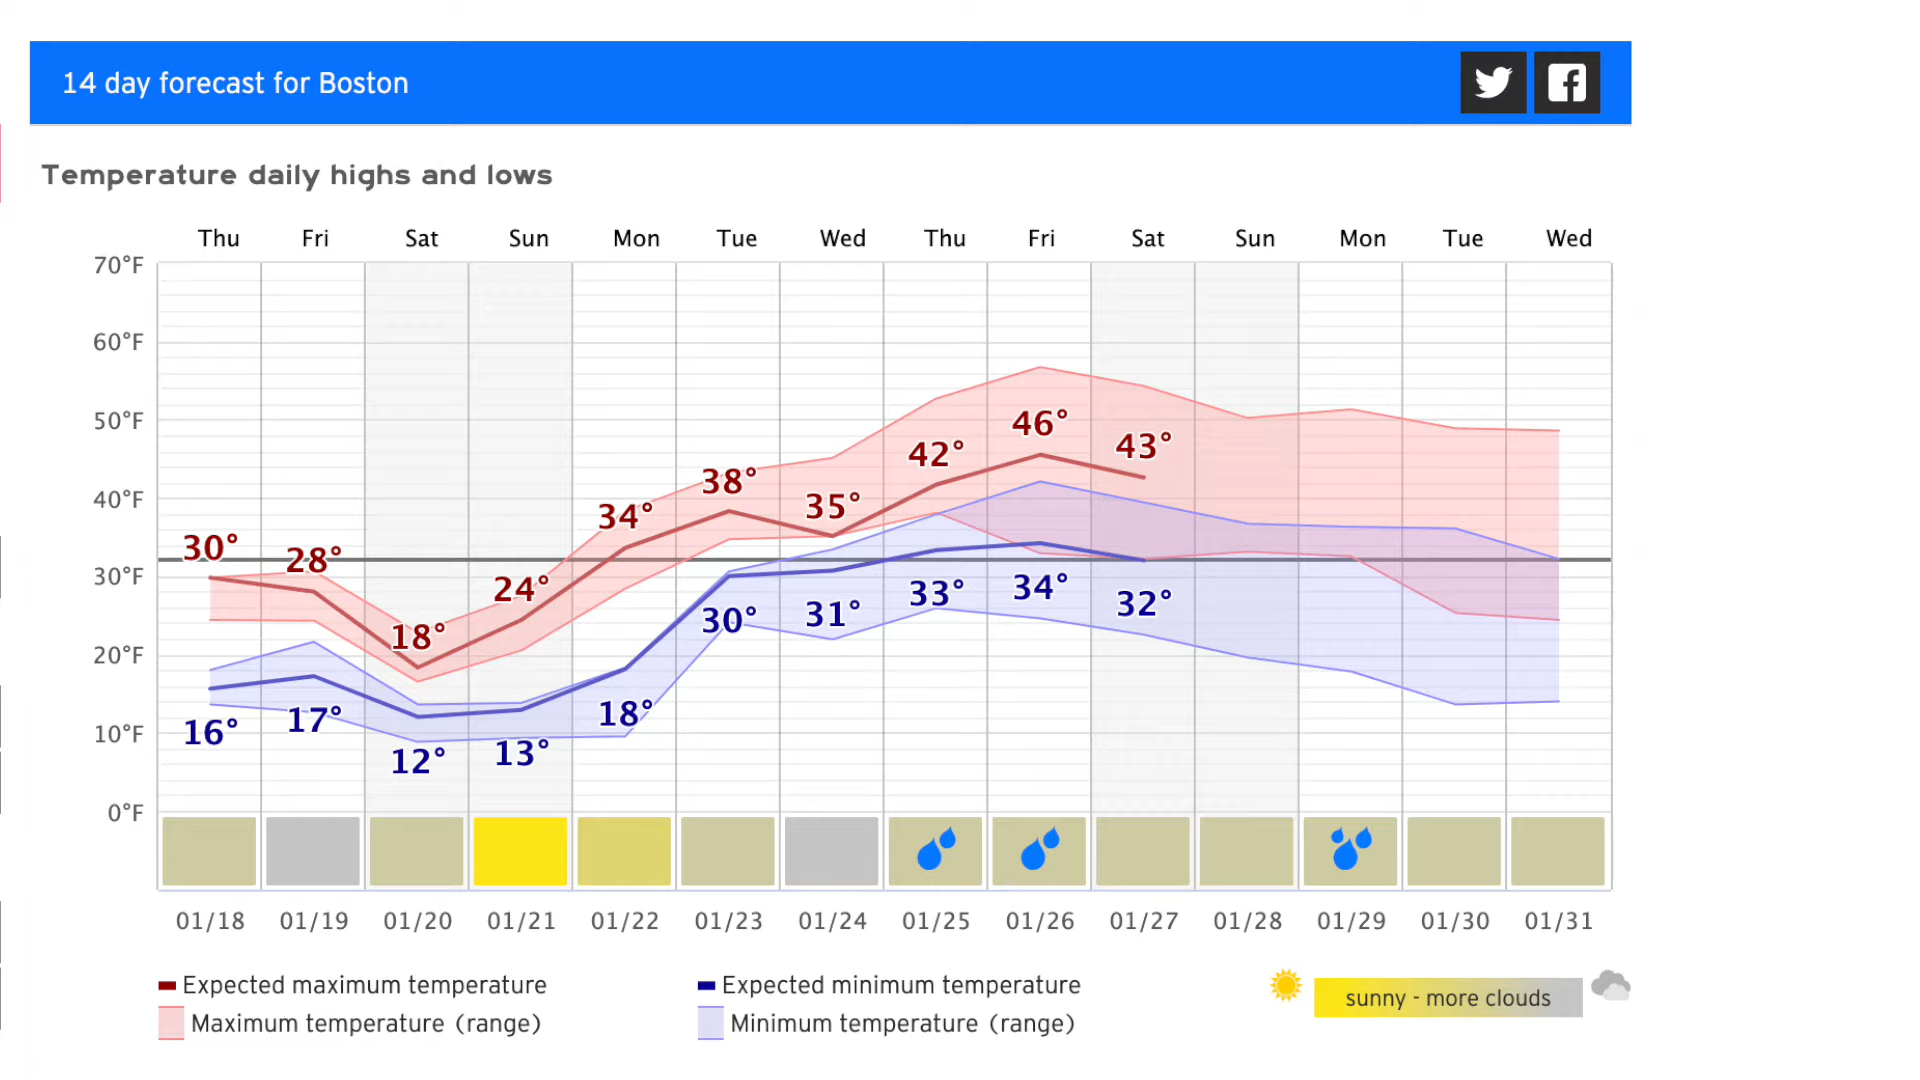 14 day forecast for Boston
Temperature daily highs and lows
Thu Fri Sat Sun Mon Tue Wed Thu Fri Sat Sun Mon Tue Wed
70°F
60°F
50°F
40°F
30°F
20°F
10°F
0°F
30° 28° 18° 24° 34° 38° 35° 42° 46° 43°
16° 17° 12° 13° 18° 30° 31° 33° 34° 32°
01/18 01/19 01/20 01/21 01/22 01/23 01/24 01/25 01/26 01/27 01/28 01/29 01/30 01/31
Expected maximum temperature
Maximum temperature (range)
Expected minimum temperature
Minimum temperature (range)
sunny - more clouds